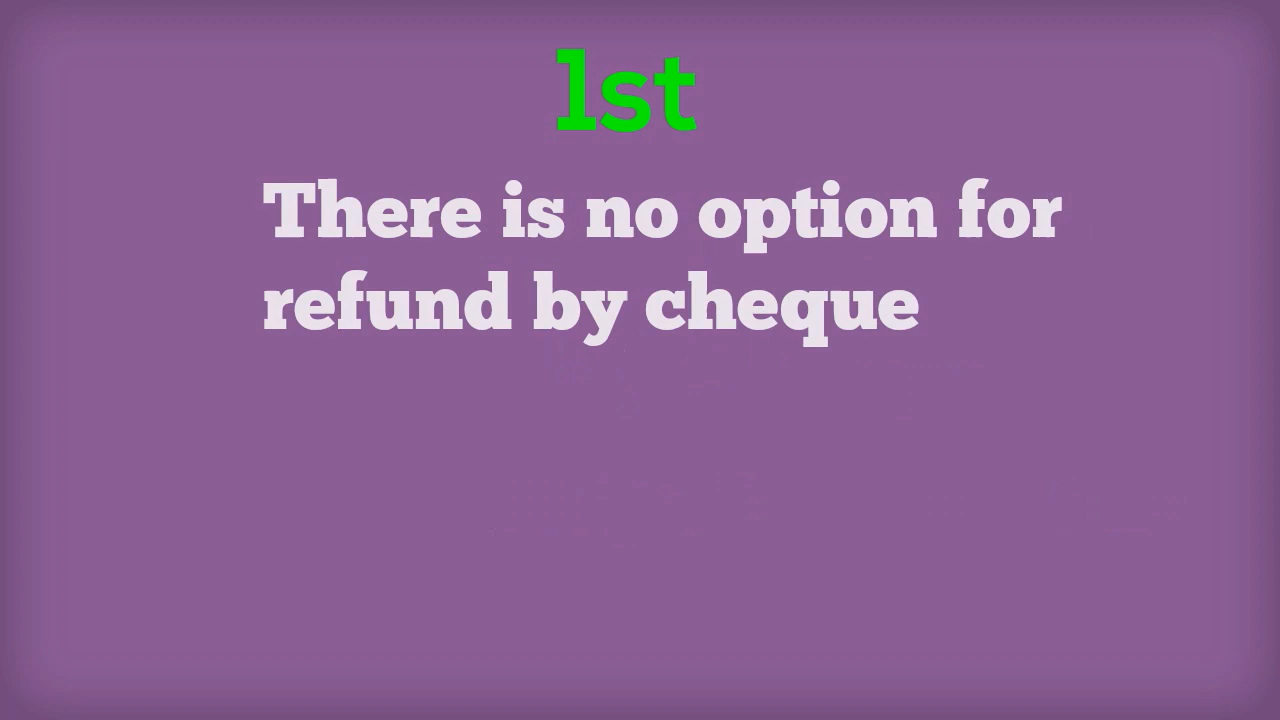 1st
There is no option for
refund by cheque